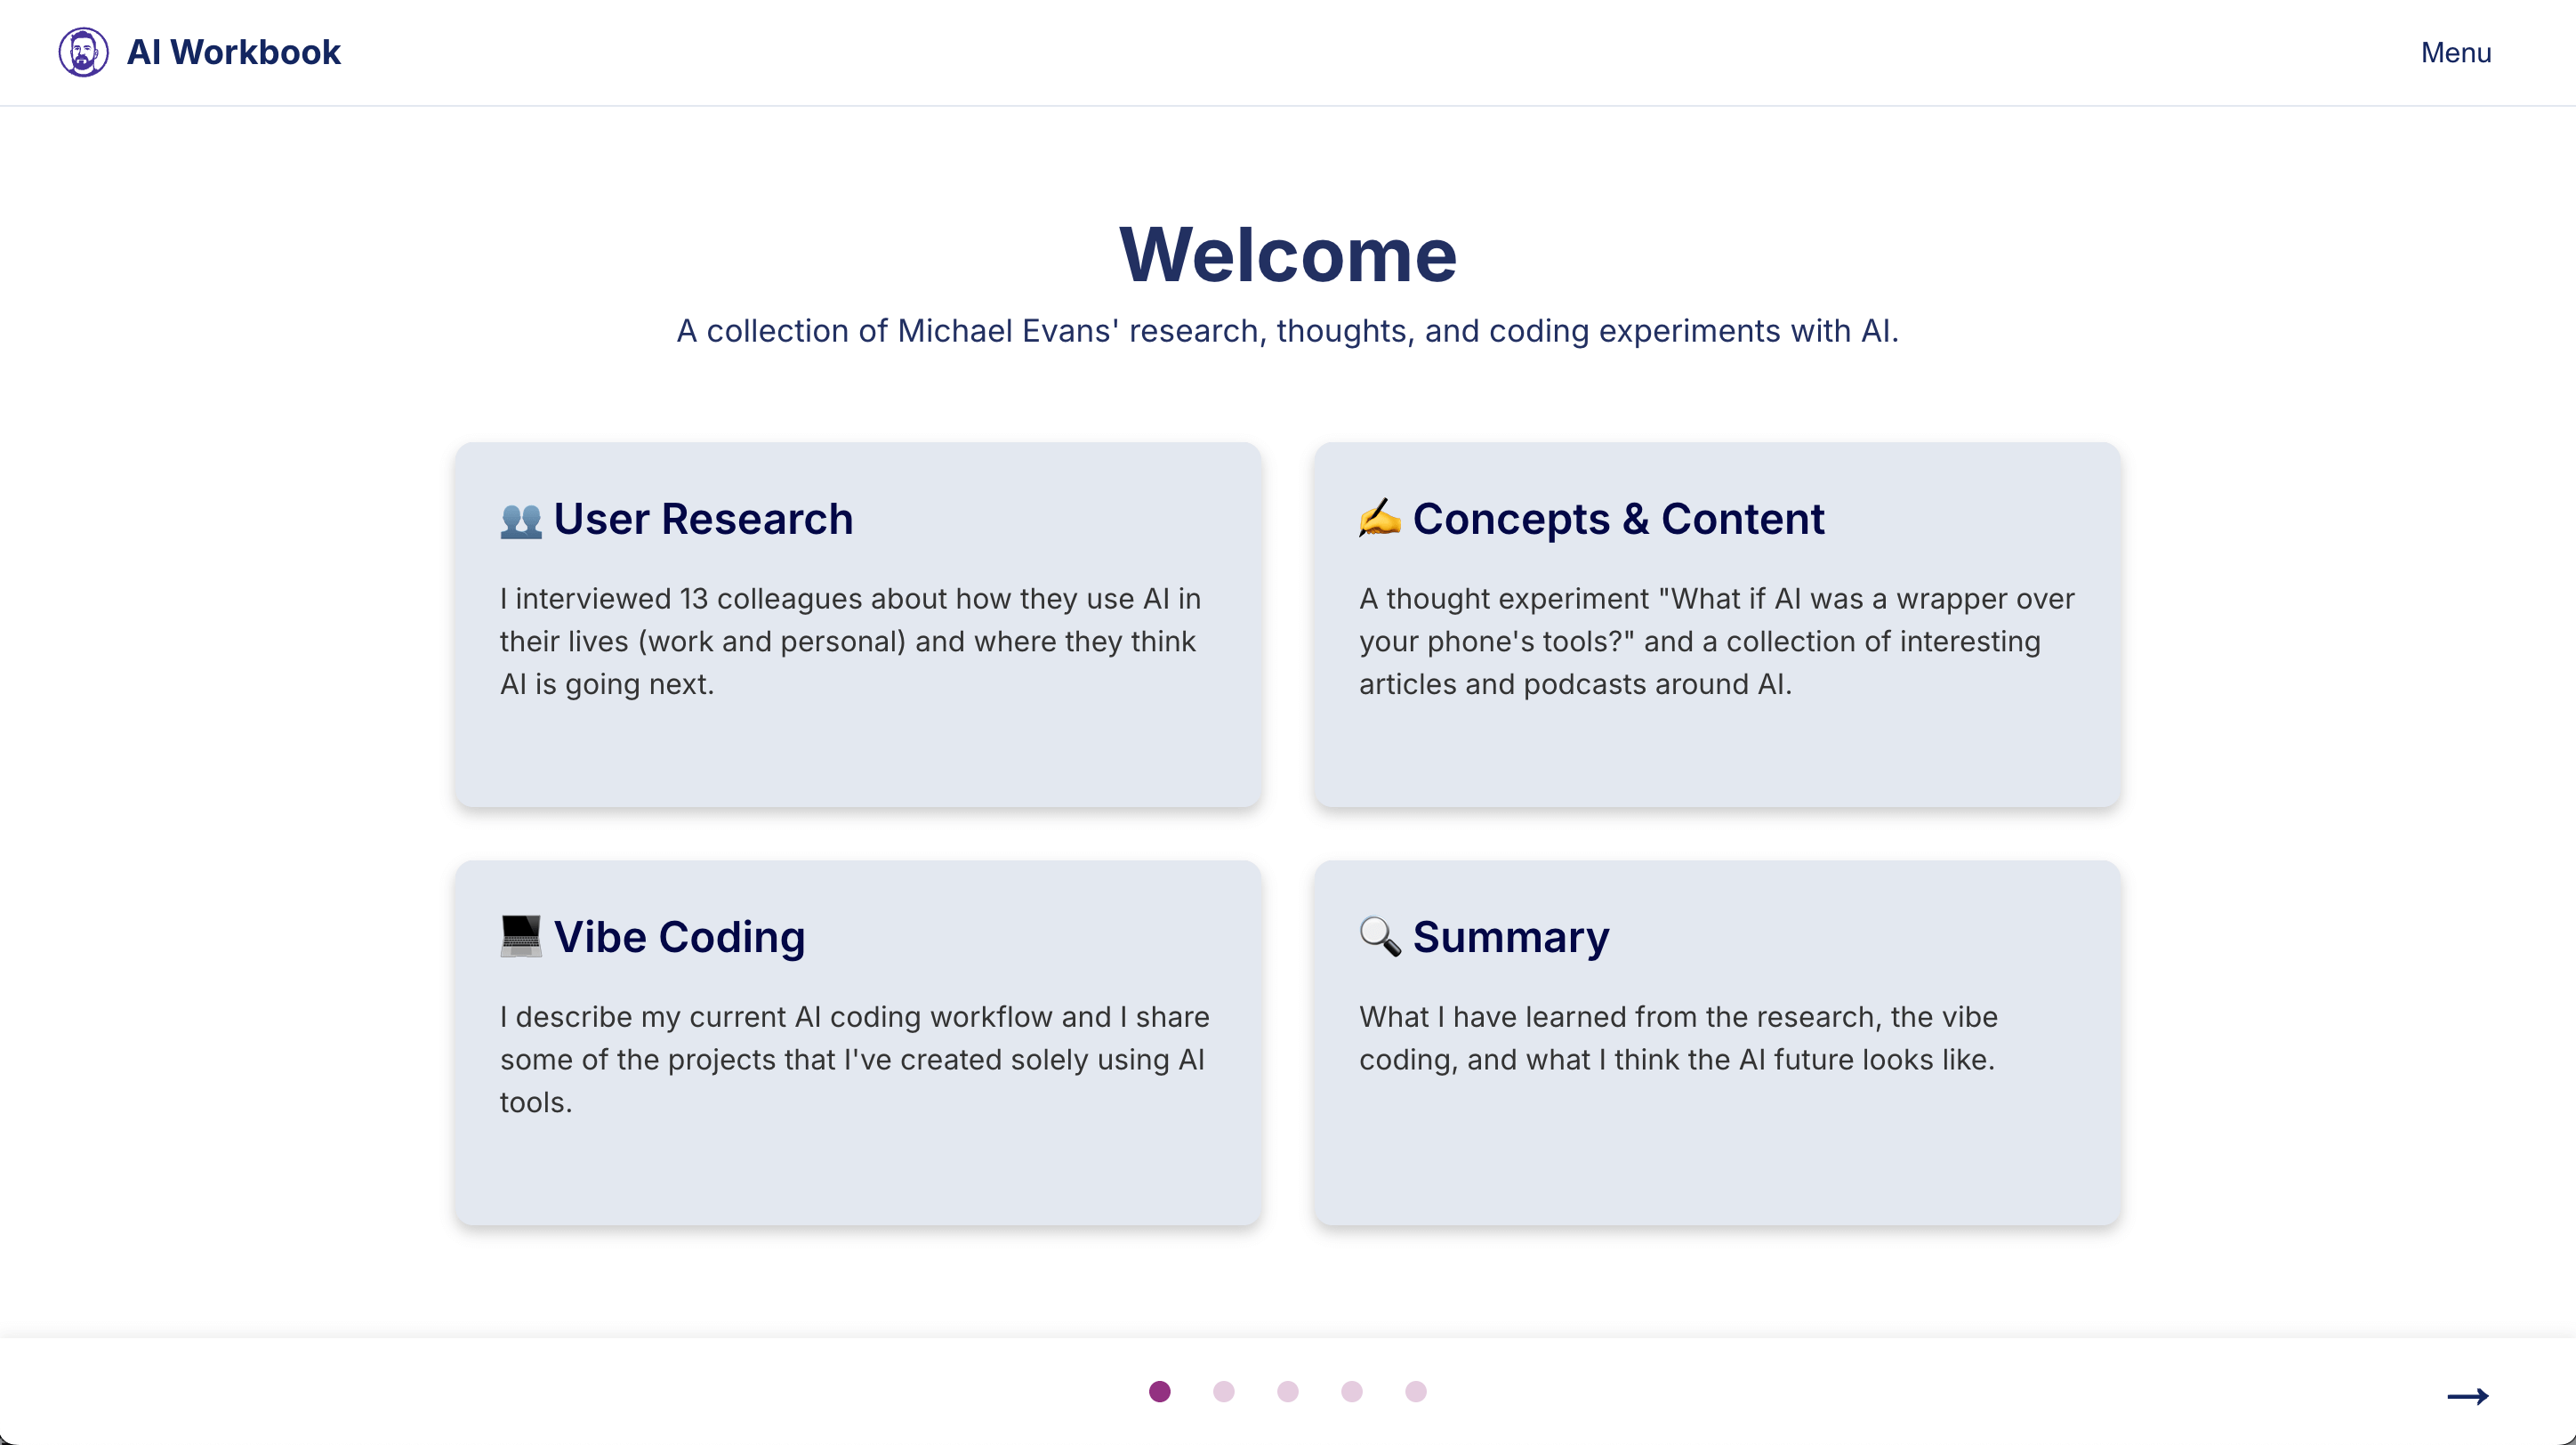 AI Workbook
Menu
Welcome
A collection of Michael Evans' research, thoughts, and coding experiments with AI.
👥 User Research
I interviewed 13 colleagues about how they use AI in
their lives (work and personal) and where they think
AI is going next.
✍️ Concepts & Content
A thought experiment "What if AI was a wrapper over
your phone's tools?" and a collection of interesting
articles and podcasts around AI.
💻 Vibe Coding
I describe my current AI coding workflow and I share
some of the projects that I've created solely using AI
tools.
🔍 Summary
What I have learned from the research, the vibe
coding, and what I think the AI future looks like.
→